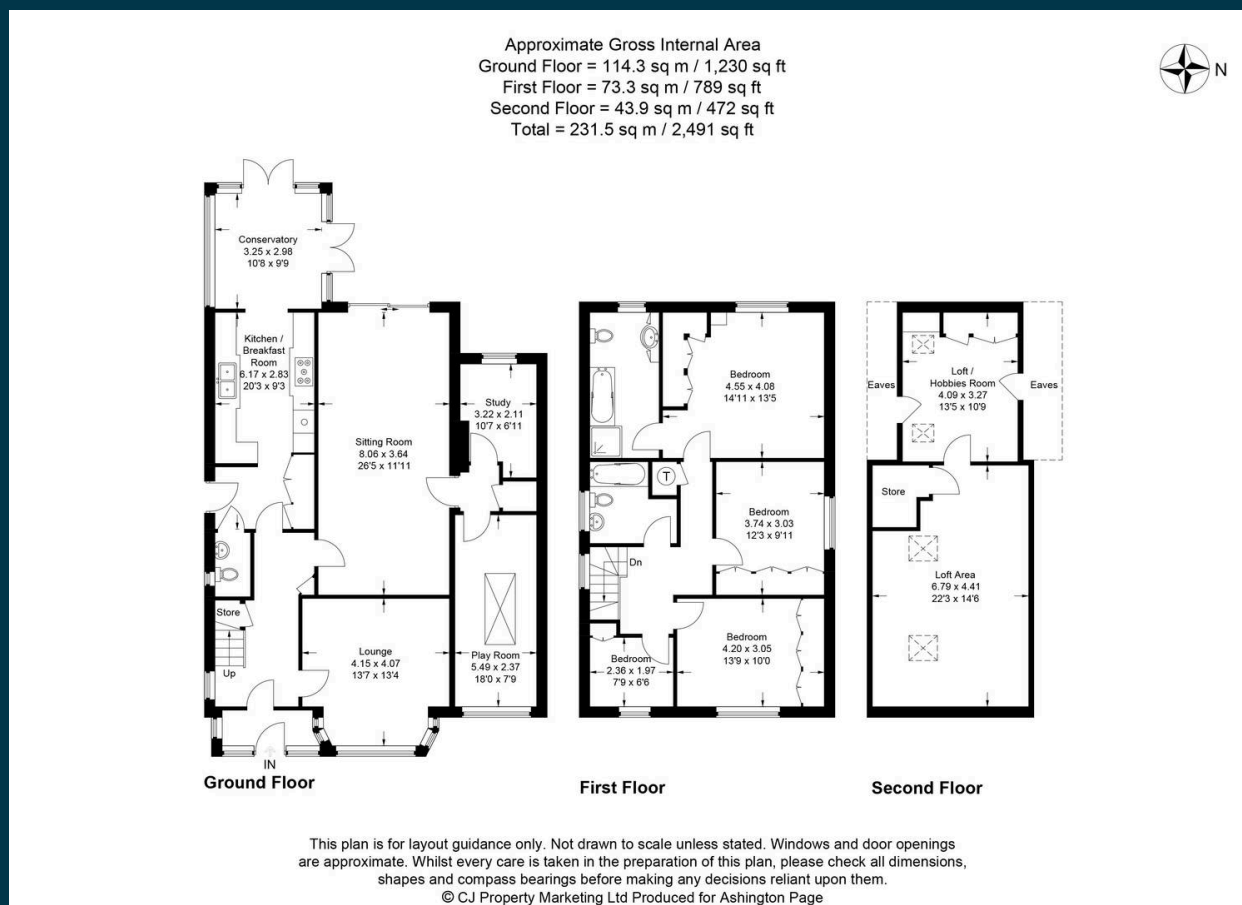 Approximate Gross Internal Area
Ground Floor = 114.3 sq m / 1,230 sq ft
First Floor = 73.3 sq m / 789 sq ft
Second Floor = 43.9 sq m / 472 sq ft
Total = 231.5 sq m / 2,491 sq ft
N
Conservatory
3.25 x 2.98
10'8 x 9'9
Kitchen /
Breakfast
Room
6.17 x 2.83
20'3 x 9'3
Sitting Room
8.06 x 3.64
26'5 x 11'11
Study
3.22 x 2.11
10'7 x 6'11
Store
Up
Lounge
4.15 x 4.07
13'7 x 13'4
Play Room
5.49 x 2.37
18'0 x 7'9
IN
Ground Floor
Bedroom
4.55 x 4.08
14'11 x 13'5
T
Bedroom
3.74 x 3.03
12'3 x 9'11
Dn
Bedroom
2.36 x 1.97
7'9 x 6'6
Bedroom
4.20 x 3.05
13'9 x 10'0
First Floor
Eaves
Loft /
Hobbies Room
4.09 x 3.27
13'5 x 10'9
Eaves
Store
Loft Area
6.79 x 4.41
22'3 x 14'6
Second Floor
This plan is for layout guidance only. Not drawn to scale unless stated. Windows and door openings
are approximate. Whilst every care is taken in the preparation of this plan, please check all dimensions,
shapes and compass bearings before making any decisions reliant upon them.
© CJ Property Marketing Ltd Produced for Ashington Page